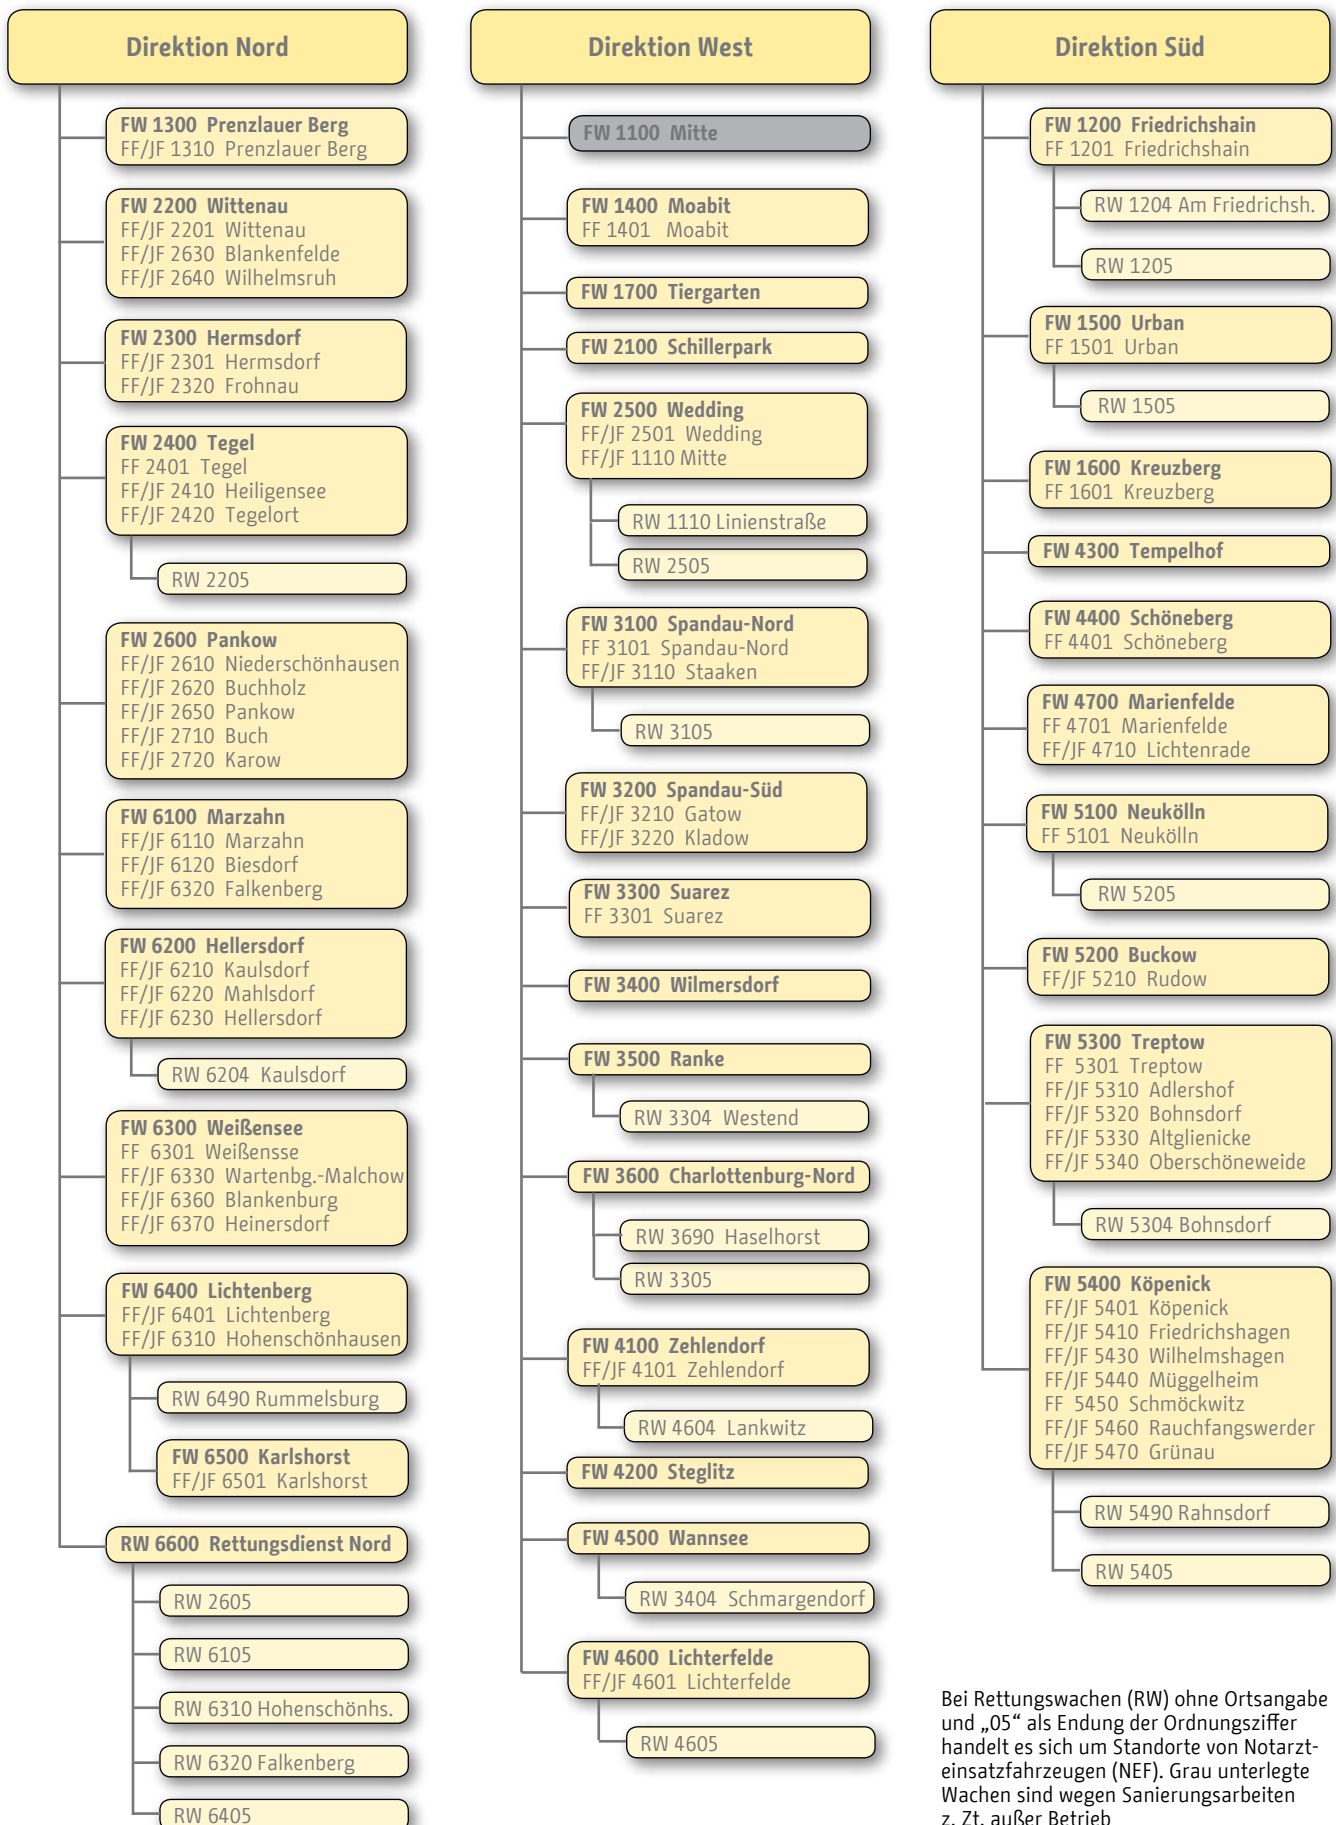 Direktion Nord
FW 1300 Prenzlauer Berg
FF/JF 1310 Prenzlauer Berg
FW 2200 Wittenau
FF/JF 2201 Wittenau
FF/JF 2630 Blankenfelde
FF/JF 2640 Wilhelmsruh
FW 2300 Hermsdorf
FF/JF 2301 Hermsdorf
FF/JF 2320 Frohnau
FW 2400 Tegel
FF 2401 Tegel
FF/JF 2410 Heiligensee
FF/JF 2420 Tegelort
RW 2205
FW 2600 Pankow
FF/JF 2610 Niederschönhausen
FF/JF 2620 Buchholz
FF/JF 2650 Pankow
FF/JF 2710 Buch
FF/JF 2720 Karow
FW 6100 Marzahn
FF/JF 6110 Marzahn
FF/JF 6120 Biesdorf
FF/JF 6320 Falkenberg
FW 6200 Hellersdorf
FF/JF 6210 Kaulsdorf
FF/JF 6220 Mahlsdorf
FF/JF 6230 Hellersdorf
RW 6204 Kaulsdorf
FW 6300 Weißensee
FF 6301 Weißensse
FF/JF 6330 Wartenbg.-Malchow
FF/JF 6360 Blankenburg
FF/JF 6370 Heinersdorf
FW 6400 Lichtenberg
FF/JF 6401 Lichtenberg
FF/JF 6310 Hohenschönhausen
RW 6490 Rummelsburg
FW 6500 Karlshorst
FF/JF 6501 Karlshorst
RW 6600 Rettungsdienst Nord
RW 2605
RW 6105
RW 6310 Hohenschönhs.
RW 6320 Falkenberg
RW 6405
Direktion West
FW 1100 Mitte
FW 1400 Moabit
FF 1401 Moabit
FW 1700 Tiergarten
FW 2100 Schillerpark
FW 2500 Wedding
FF/JF 2501 Wedding
FF/JF 1110 Mitte
RW 1110 Linienstraße
RW 2505
FW 3100 Spandau-Nord
FF 3101 Spandau-Nord
FF/JF 3110 Staaken
RW 3105
FW 3200 Spandau-Süd
FF/JF 3210 Gatow
FF/JF 3220 Kladow
FW 3300 Suarez
FF 3301 Suarez
FW 3400 Wilmersdorf
FW 3500 Ranke
RW 3304 Westend
FW 3600 Charlottenburg-Nord
RW 3690 Haselhorst
RW 3305
FW 4100 Zehlendorf
FF/JF 4101 Zehlendorf
RW 4604 Lankwitz
FW 4200 Steglitz
FW 4500 Wannsee
RW 3404 Schmargendorf
FW 4600 Lichterfelde
FF/JF 4601 Lichterfelde
RW 4605
Direktion Süd
FW 1200 Friedrichshain
FF 1201 Friedrichshain
RW 1204 Am Friedrichsh.
RW 1205
FW 1500 Urban
FF 1501 Urban
RW 1505
FW 1600 Kreuzberg
FF 1601 Kreuzberg
FW 4300 Tempelhof
FW 4400 Schöneberg
FF 4401 Schöneberg
FW 4700 Marienfelde
FF 4701 Marienfelde
FF/JF 4710 Lichtenrade
FW 5100 Neukölln
FF 5101 Neukölln
RW 5205
FW 5200 Buckow
FF/JF 5210 Rudow
FW 5300 Treptow
FF 5301 Treptow
FF/JF 5310 Adlershof
FF/JF 5320 Bohnsdorf
FF/JF 5330 Altglienicke
FF/JF 5340 Oberschöneweide
RW 5304 Bohnsdorf
FW 5400 Köpenick
FF/JF 5401 Köpenick
FF/JF 5410 Friedrichshagen
FF/JF 5430 Wilhelmshagen
FF/JF 5440 Müggelheim
FF 5450 Schmöckwitz
FF/JF 5460 Rauchfangswerder
FF/JF 5470 Grünau
RW 5490 Rahnsdorf
RW 5405
Bei Rettungswachen (RW) ohne Ortsangabe
und „05“ als Endung der Ordnungsziffer
handelt es sich um Standorte von Notarzt-
einsatzfahrzeugen (NEF). Grau unterlegte
Wachen sind wegen Sanierungsarbeiten
z. Zt. außer Betrieb